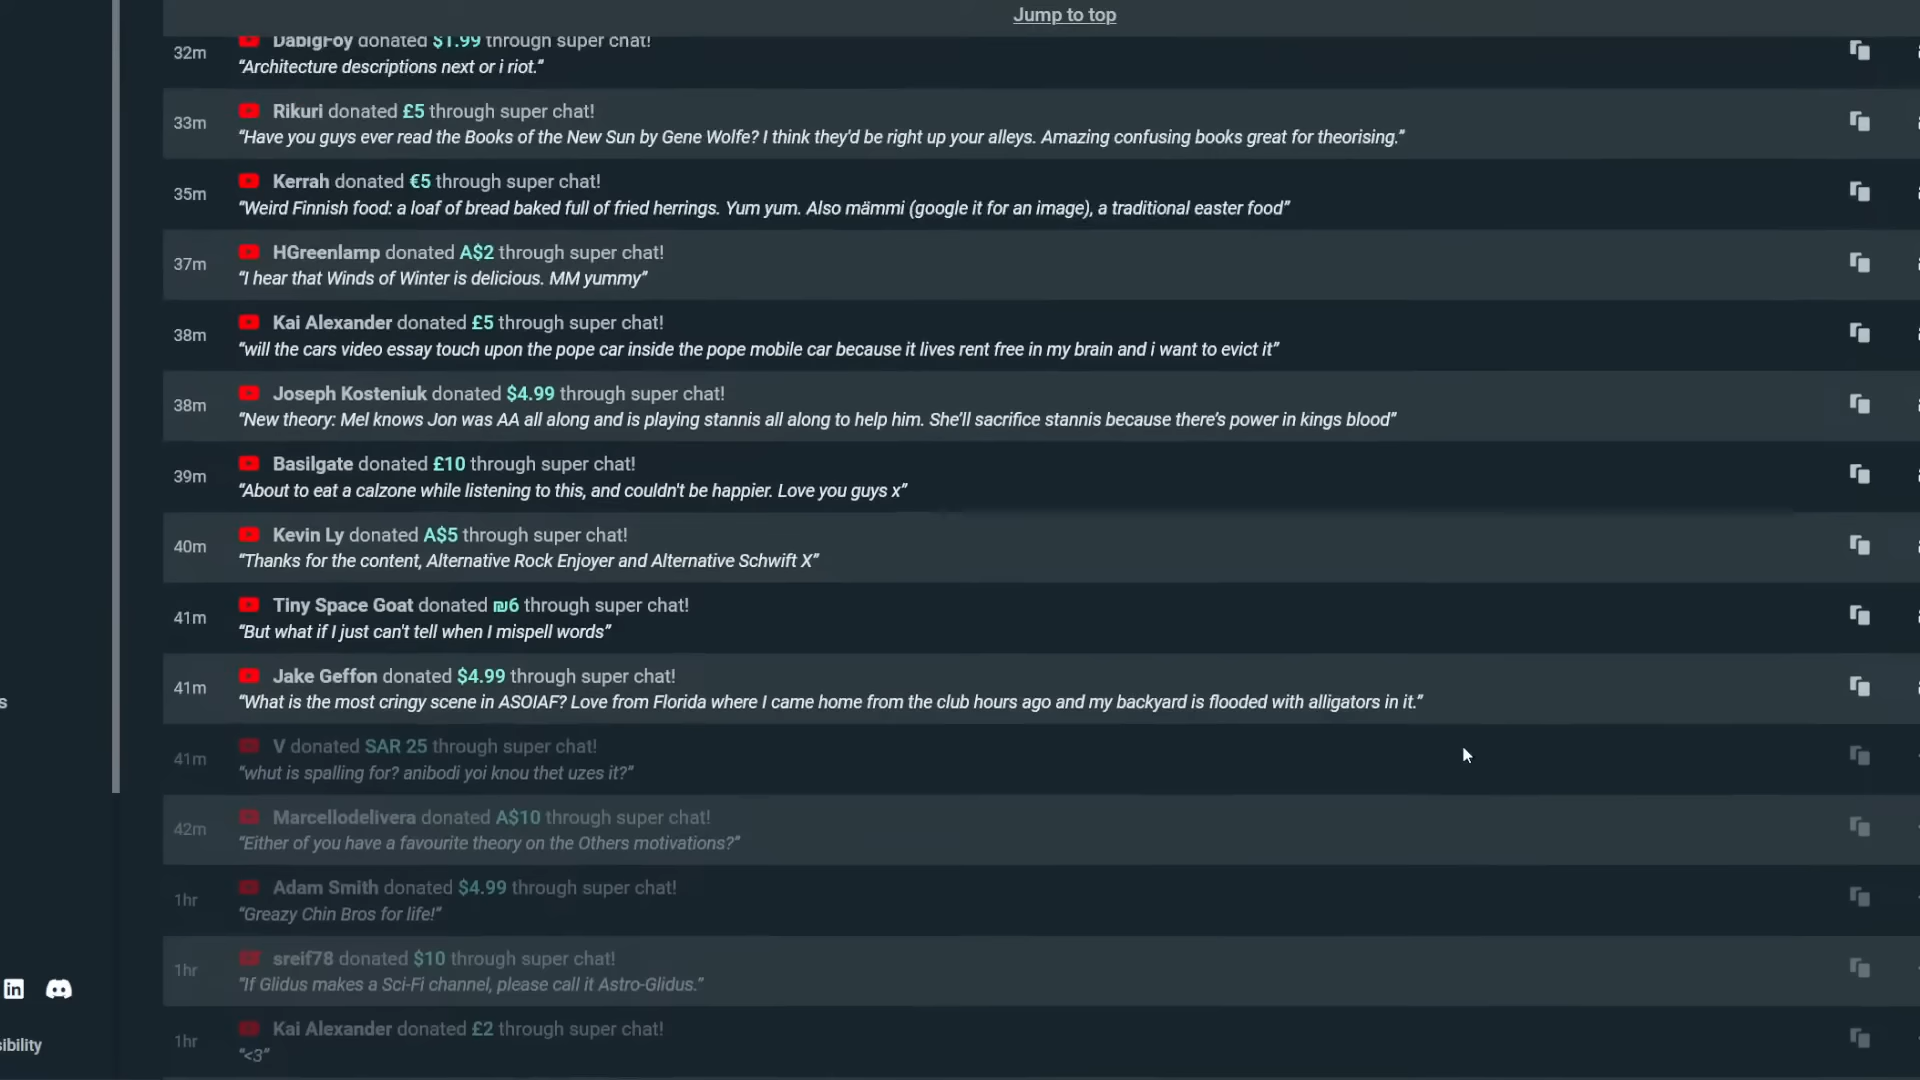 Jump to top
32m
DabigFoy donated $1.99 through super chat!
“Architecture descriptions next or i riot.”
33m
Rikuri donated £5 through super chat!
“Have you guys ever read the Books of the New Sun by Gene Wolfe? I think they'd be right up your alleys. Amazing confusing books great for theorising.”
35m
Kerrah donated €5 through super chat!
“Weird Finnish food: a loaf of bread baked full of fried herrings. Yum yum. Also mämmi (google it for an image), a traditional easter food”
37m
HGreenlamp donated A$2 through super chat!
“I hear that Winds of Winter is delicious. MM yummy”
38m
Kai Alexander donated £5 through super chat!
“will the cars video essay touch upon the pope car inside the pope mobile car because it lives rent free in my brain and i want to evict it”
38m
Joseph Kosteniuk donated $4.99 through super chat!
“New theory: Mel knows Jon was AA all along and is playing stannis all along to help him. She'll sacrifice stannis because there's power in kings blood”
39m
Basilgate donated £10 through super chat!
“About to eat a calzone while listening to this, and couldn't be happier. Love you guys x”
40m
Kevin Ly donated A$5 through super chat!
“Thanks for the content, Alternative Rock Enjoyer and Alternative Schwift X”
41m
Tiny Space Goat donated ₪6 through super chat!
“But what if I just can't tell when I mispell words”
41m
Jake Geffon donated $4.99 through super chat!
“What is the most cringy scene in ASOIAF? Love from Florida where I came home from the club hours ago and my backyard is flooded with alligators in it.”
s
41m
V donated SAR 25 through super chat!
“whut is spalling for? anibodi yoi knou thet uzes it?”
42m
Marcellodelivera donated A$10 through super chat!
“Either of you have a favourite theory on the Others motivations?”
1hr
Adam Smith donated $4.99 through super chat!
“Greazy Chin Bros for life!”
1hr
sreif78 donated $10 through super chat!
“If Glidus makes a Sci-Fi channel, please call it Astro-Glidus.”
in
1hr
Kai Alexander donated £2 through super chat!
“<3”
sibility